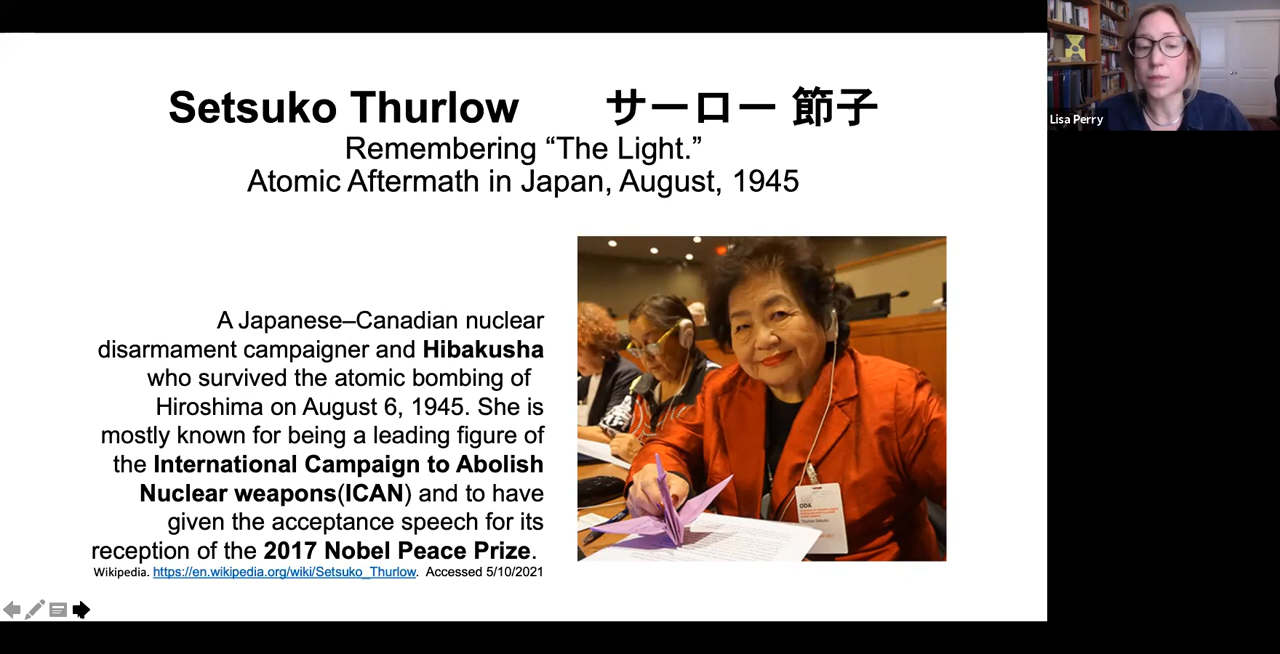 Setsuko Thurlow サーロー 節子
Remembering “The Light.”
Atomic Aftermath in Japan, August, 1945
A Japanese–Canadian nuclear
disarmament campaigner and Hibakusha
who survived the atomic bombing of
Hiroshima on August 6, 1945. She is
mostly known for being a leading figure of
the International Campaign to Abolish
Nuclear weapons(ICAN) and to have
given the acceptance speech for its
reception of the 2017 Nobel Peace Prize.
Wikipedia. https://en.wikipedia.org/wiki/Setsuko_Thurlow. Accessed 5/10/2021
ODA
Thurlow Setsuko
Lisa Perry